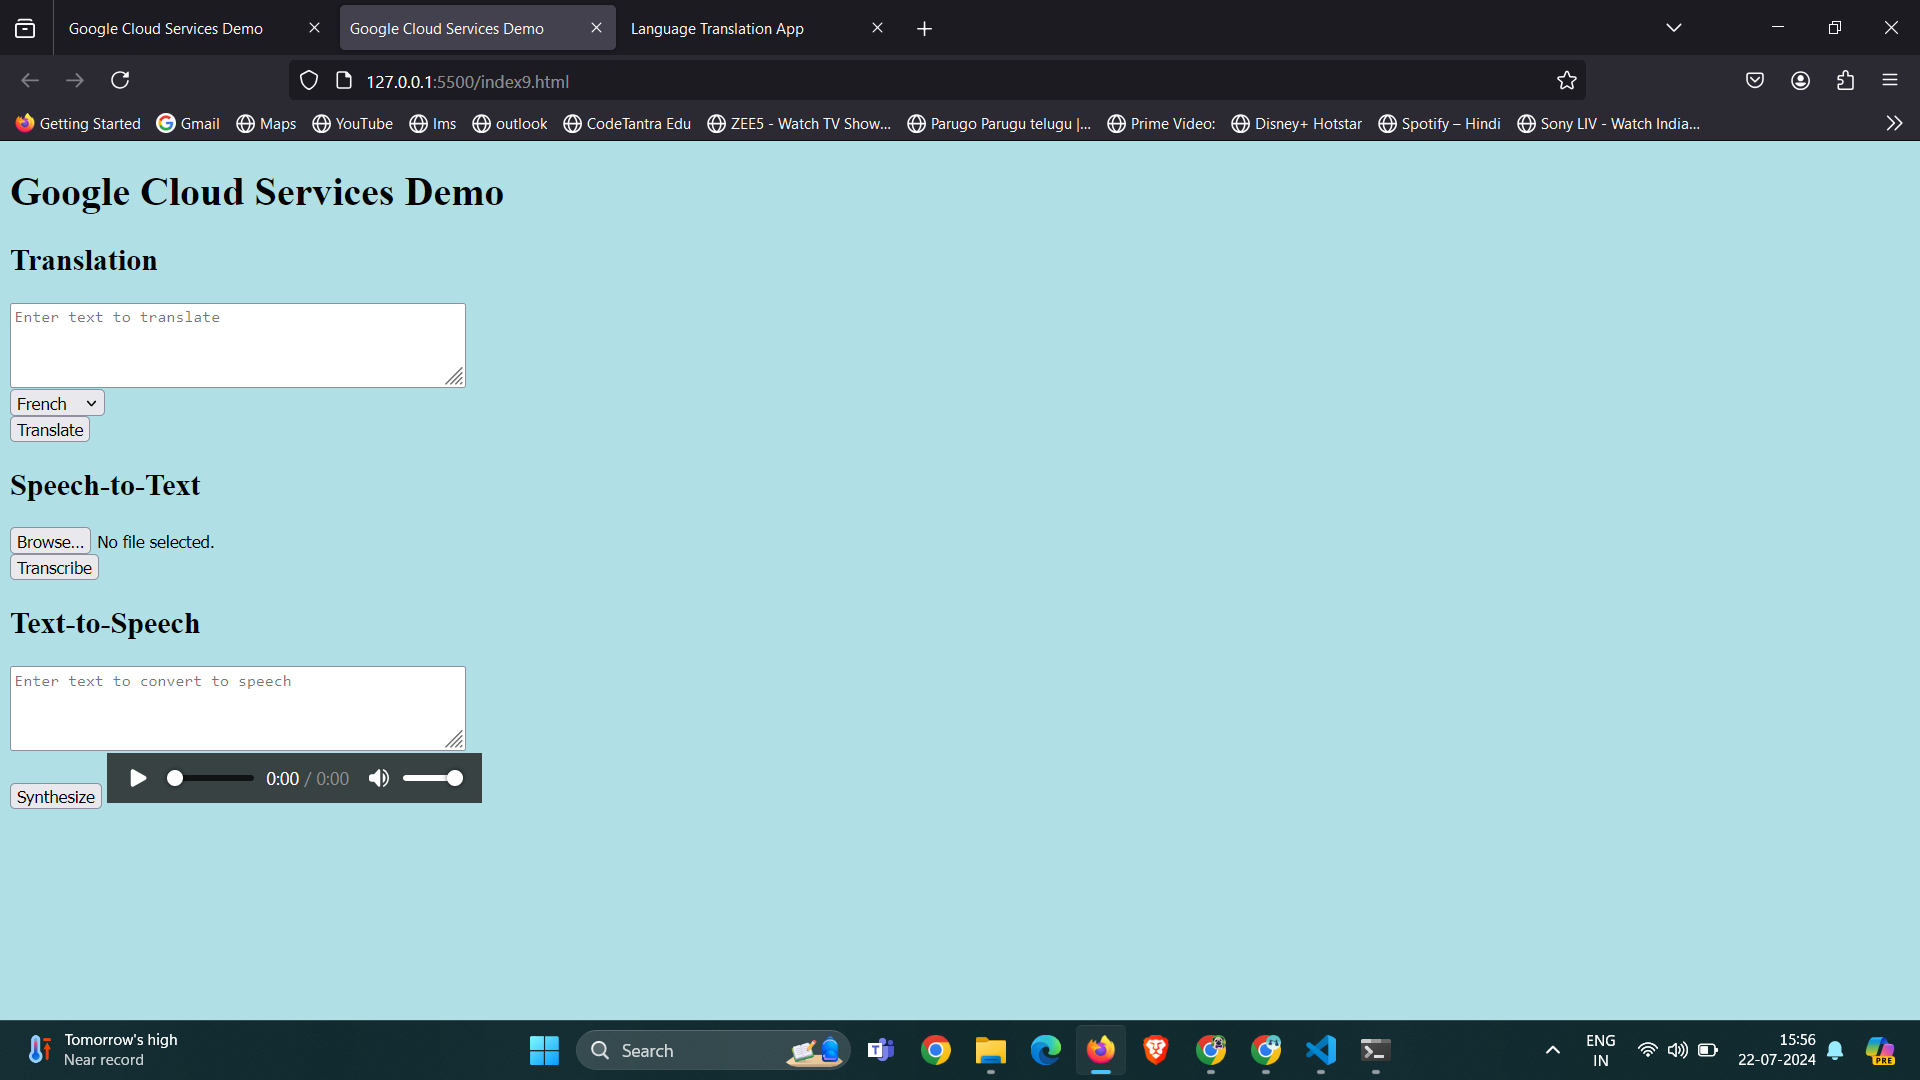 Google Cloud Services Demo
Google Cloud Services Demo
Language Translation App
127.0.0.1:5500/index9.html
Getting Started Gmail Maps YouTube lms outlook CodeTantra Edu ZEE5 - Watch TV Show... Parugo Parugu telugu |... Prime Video: Disney+ Hotstar Spotify – Hindi Sony LIV - Watch India...
Google Cloud Services Demo
Translation
Enter text to translate
French
Translate
Speech-to-Text
Browse... No file selected.
Transcribe
Text-to-Speech
Enter text to convert to speech
Synthesize 0:00 / 0:00
Tomorrow's high
Near record
Search
ENG
IN
15:56
22-07-2024
PRE